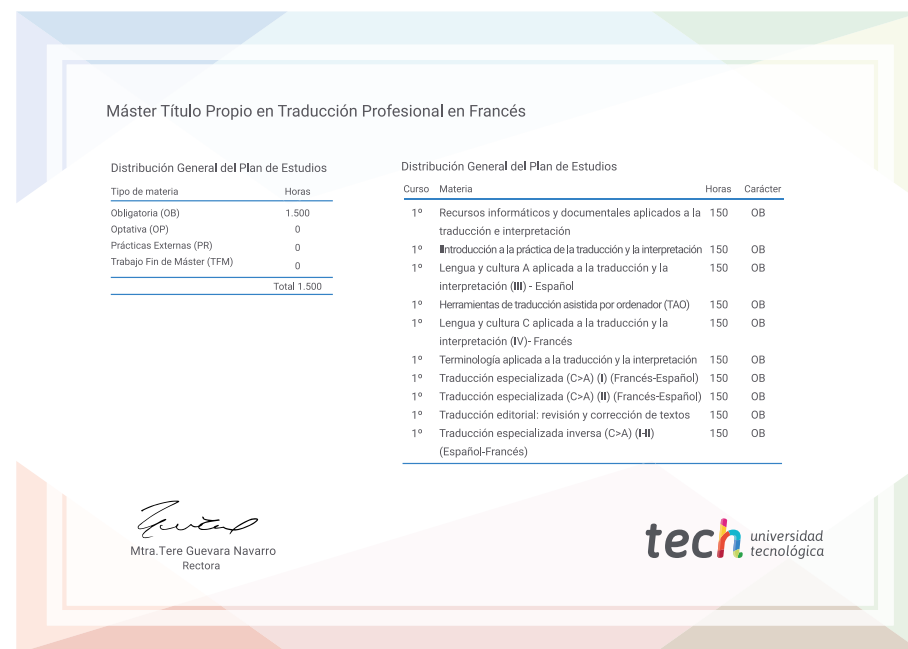 Máster Título Propio en Traducción Profesional en Francés
Distribución General del Plan de Estudios
Tipo de materia Horas
Obligatoria (OB) 1.500
Optativa (OP) 0
Prácticas Externas (PR) 0
Trabajo Fin de Máster (TFM) 0
Total 1.500
Distribución General del Plan de Estudios
Curso Materia Horas Carácter
1º Recursos informáticos y documentales aplicados a la 150 OB
traducción e interpretación
1º Introducción a la práctica de la traducción y la interpretación 150 OB
1º Lengua y cultura A aplicada a la traducción y la 150 OB
interpretación (III) - Español
1º Herramientas de traducción asistida por ordenador (TAO) 150 OB
1º Lengua y cultura C aplicada a la traducción y la 150 OB
interpretación (IV)- Francés
1º Terminología aplicada a la traducción y la interpretación 150 OB
1º Traducción especializada (C>A) (I) (Francés-Español) 150 OB
1º Traducción especializada (C>A) (II) (Francés-Español) 150 OB
1º Traducción editorial: revisión y corrección de textos 150 OB
1º Traducción especializada inversa (C>A) (I-II) 150 OB
(Español-Francés)
Mtra.Tere Guevara Navarro
Rectora
tech universidad
tecnológica